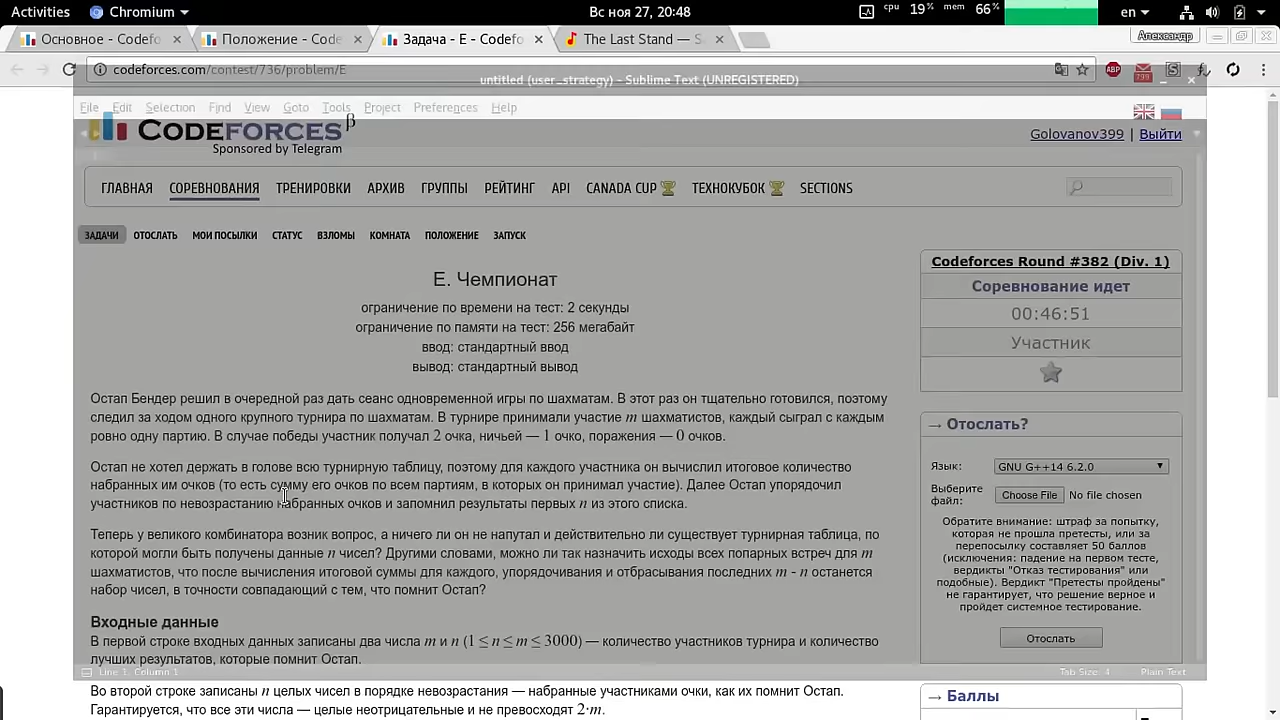 Activities Chromium Вс ноя 27, 20:48 cpu 19% mem 66% en
Основное - Codefo Положение - Code Задача - E - Codefo The Last Stand — S Александр
codeforces.com/contest/736/problem/E ABP 799
untitled (user_strategy) - Sublime Text (UNREGISTERED)
File Edit Selection Find View Goto Tools Project Preferences Help
CODEFORCES β
Sponsored by Telegram
Golovanov399 | Выйти
ГЛАВНАЯ СОРЕВНОВАНИЯ ТРЕНИРОВКИ АРХИВ ГРУППЫ РЕЙТИНГ API CANADA CUP ТЕХНОКУБОК SECTIONS
ЗАДАЧИ ОТОСЛАТЬ МОИ ПОСЫЛКИ СТАТУС ВЗЛОМЫ КОМНАТА ПОЛОЖЕНИЕ ЗАПУСК
E. Чемпионат
ограничение по времени на тест: 2 секунды
ограничение по памяти на тест: 256 мегабайт
ввод: стандартный ввод
вывод: стандартный вывод
Остап Бендер решил в очередной раз дать сеанс одновременной игры по шахматам. В этот раз он тщательно готовился, поэтому
следил за ходом одного крупного турнира по шахматам. В турнире принимали участие m шахматистов, каждый сыграл с каждым
ровно одну партию. В случае победы участник получал 2 очка, ничьей — 1 очко, поражения — 0 очков.
Остап не хотел держать в голове всю турнирную таблицу, поэтому для каждого участника он вычислил итоговое количество
набранных им очков (то есть сумму его очков по всем партиям, в которых он принимал участие). Далее Остап упорядочил
участников по невозрастанию набранных очков и запомнил результаты первых n из этого списка.
Теперь у великого комбинатора возник вопрос, а ничего ли он не напутал и действительно ли существует турнирная таблица, по
которой могли быть получены данные n чисел? Другими словами, можно ли так назначить исходы всех попарных встреч для m
шахматистов, что после вычисления итоговой суммы для каждого, упорядочивания и отбрасывания последних m - n останется
набор чисел, в точности совпадающий с тем, что помнит Остап?
Входные данные
В первой строке входных данных записаны два числа m и n (1 ≤ n ≤ m ≤ 3000) — количество участников турнира и количество
лучших результатов, которые помнит Остап.
Во второй строке записаны n целых чисел в порядке невозрастания — набранные участниками очки, как их помнит Остап.
Гарантируется, что все эти числа — целые неотрицательные и не превосходят 2·m.
Codeforces Round #382 (Div. 1)
Соревнование идет
00:46:51
Участник
→ Отослать?
Язык: GNU G++14 6.2.0
Выберите
файл: Choose File No file chosen
Обратите внимание: штраф за попытку,
которая не прошла претесты, или за
перепосылку составляет 50 баллов
(исключения: падение на первом тесте,
вердикты "Отказ тестирования" или
подобные). Вердикт "Претесты пройдены"
не гарантирует, что решение верное и
пройдет системное тестирование.
Отослать
Line 1, Column 1 Tab Size: 4 Plain Text
→ Баллы